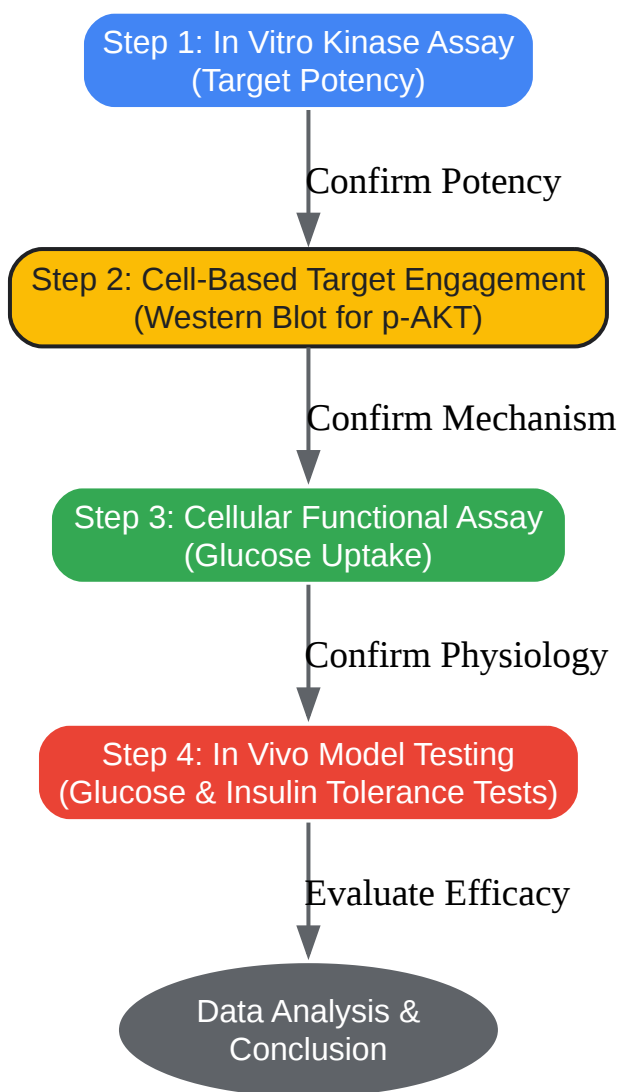 Step 1: In Vitro Kinase Assay
(Target Potency)
Confirm Potency
Step 2: Cell-Based Target Engagement
(Western Blot for p-AKT)
Confirm Mechanism
Step 3: Cellular Functional Assay
(Glucose Uptake)
Confirm Physiology
Step 4: In Vivo Model Testing
(Glucose & Insulin Tolerance Tests)
Evaluate Efficacy
Data Analysis &
Conclusion